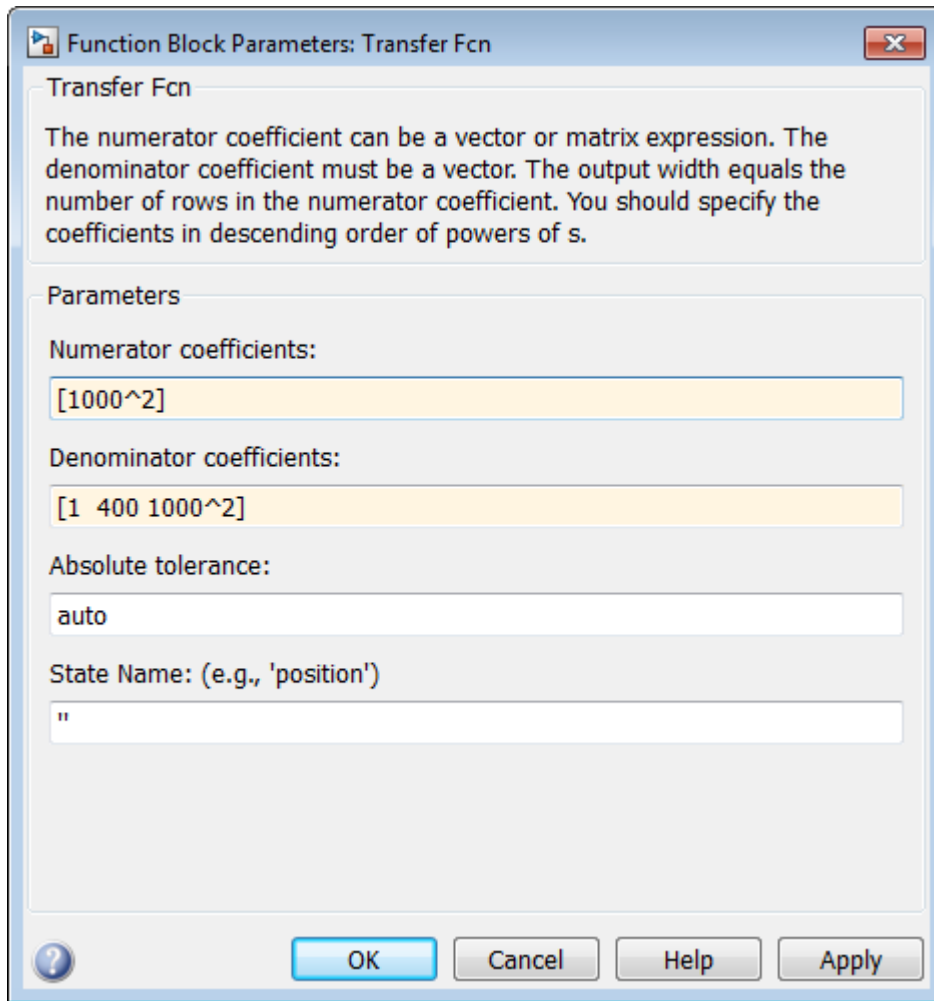 Function Block Parameters: Transfer Fcn
Transfer Fcn
The numerator coefficient can be a vector or matrix expression. The
denominator coefficient must be a vector. The output width equals the
number of rows in the numerator coefficient. You should specify the
coefficients in descending order of powers of s.
Parameters
Numerator coefficients:
[1000^2]
Denominator coefficients:
[1  400 1000^2]
Absolute tolerance:
auto
State Name: (e.g., 'position')
''
? OK Cancel Help Apply